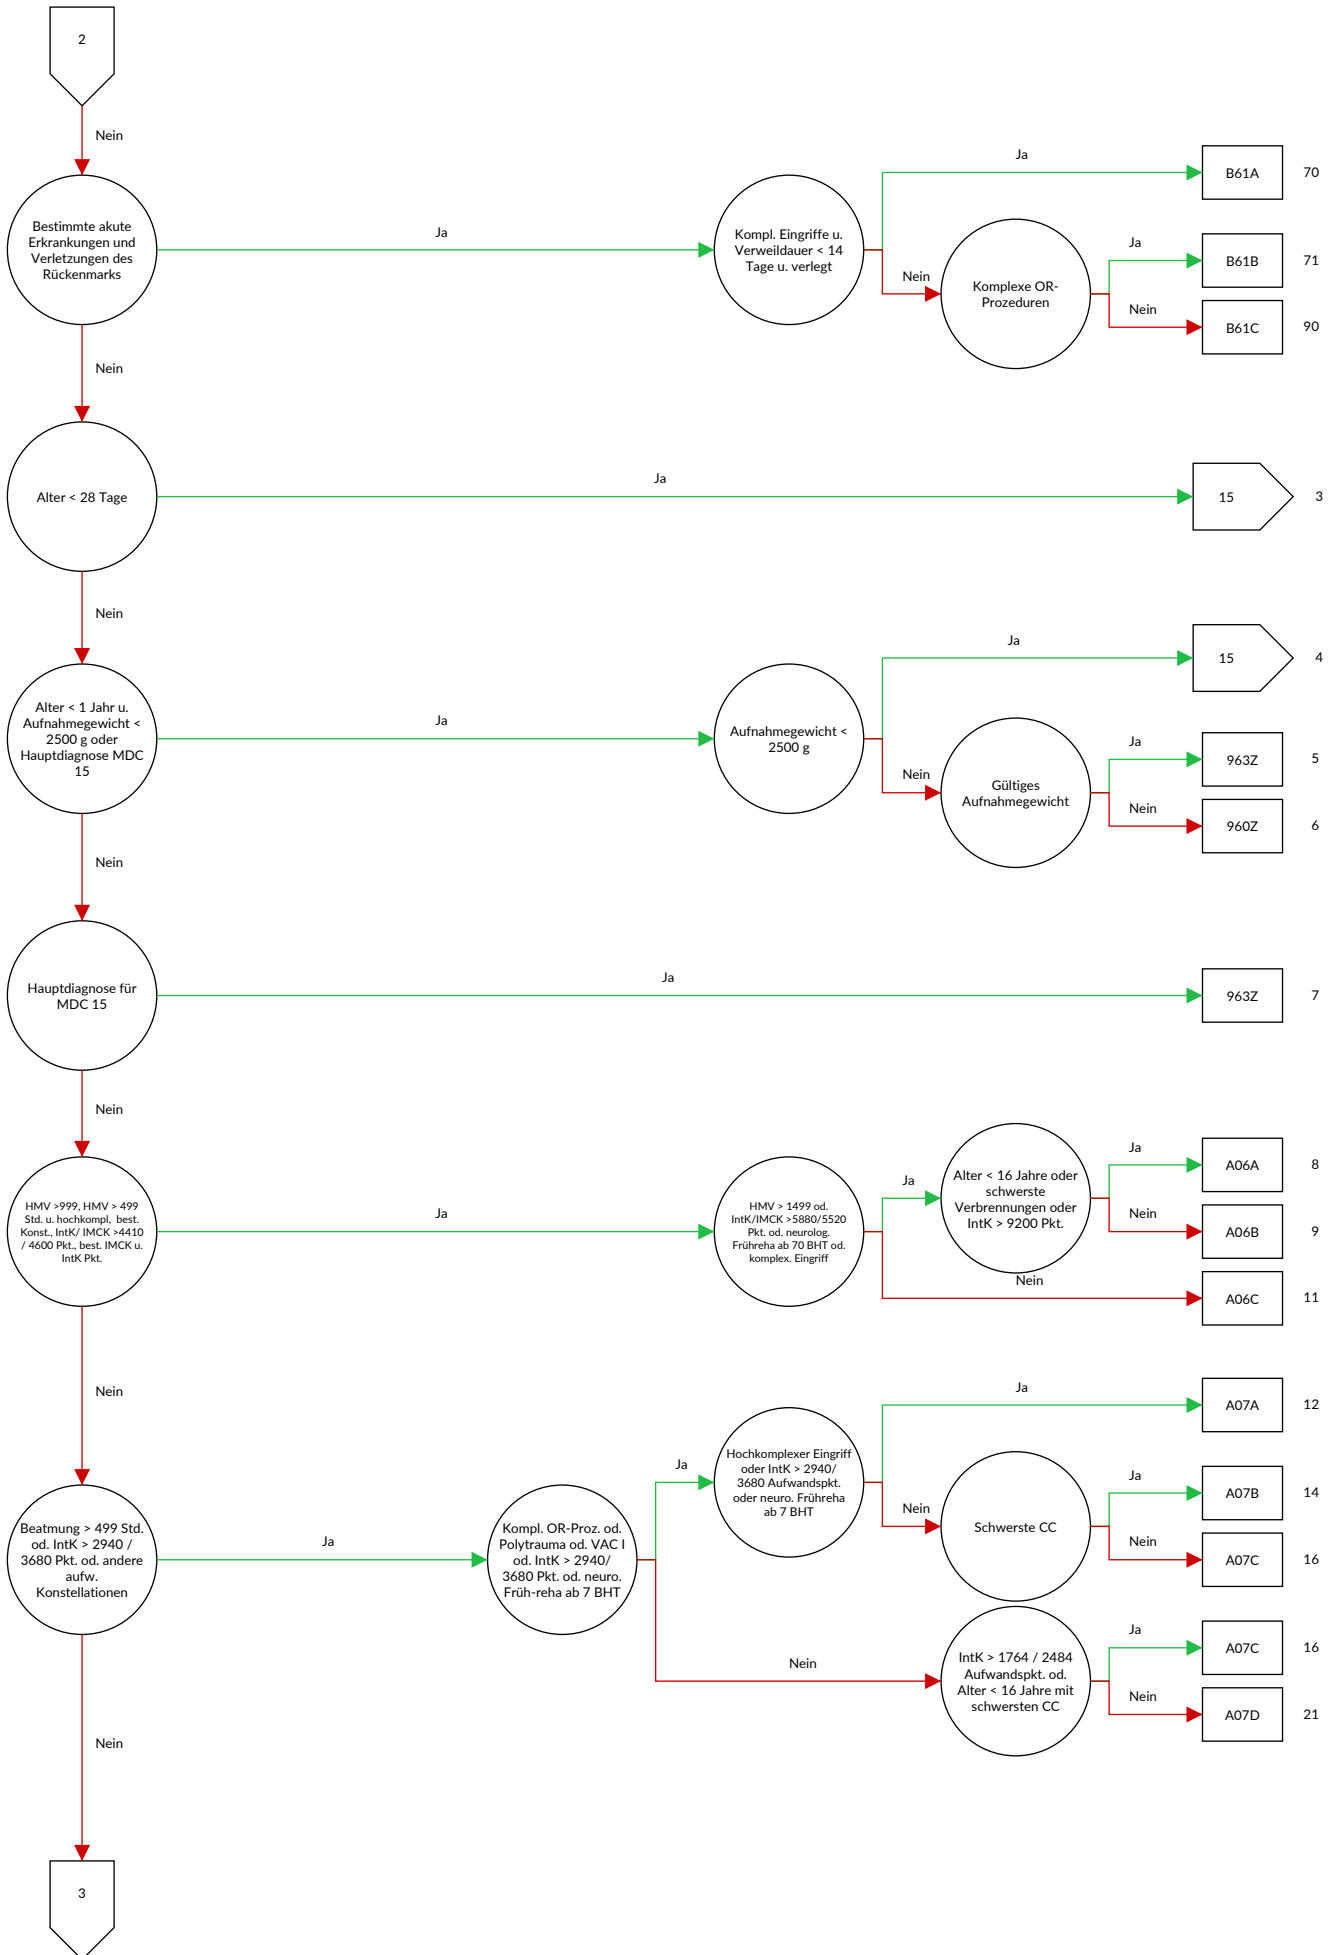 2
Nein
Bestimmte akute
Erkrankungen und
Verletzungen des
Rückenmarks
Ja
Kompl. Eingriffe u.
Verweildauer < 14
Tage u. verlegt
Ja
B61A
70
Nein
Komplexe OR-
Prozeduren
Ja
B61B
71
Nein
B61C
90
Nein
Alter < 28 Tage
Ja
15
3
Nein
Alter < 1 Jahr u.
Aufnahmegewicht <
2500 g oder
Hauptdiagnose MDC
15
Ja
Aufnahmegewicht <
2500 g
Ja
15
4
Nein
Gültiges
Aufnahmegewicht
Ja
963Z
5
Nein
960Z
6
Nein
Hauptdiagnose für
MDC 15
Ja
963Z
7
Nein
HMV >999, HMV > 499
Std. u. hochkompl, best.
Konst., IntK/ IMCK >4410
/ 4600 Pkt., best. IMCK u.
IntK Pkt.
Ja
HMV > 1499 od.
IntK/IMCK >5880/5520
Pkt. od. neurolog.
Frühreha ab 70 BHT od.
komplex. Eingriff
Ja
Alter < 16 Jahre oder
schwerste
Verbrennungen oder
IntK > 9200 Pkt.
Ja
A06A
8
Nein
A06B
9
Nein
A06C
11
Nein
Beatmung > 499 Std.
od. IntK > 2940 /
3680 Pkt. od. andere
aufw.
Konstellationen
Ja
Kompl. OR-Proz. od.
Polytrauma od. VAC I
od. IntK > 2940/
3680 Pkt. od. neuro.
Früh-reha ab 7 BHT
Ja
Hochkomplexer Eingriff
oder IntK > 2940/
3680 Aufwandspkt.
oder neuro. Frühreha
ab 7 BHT
Ja
A07A
12
Nein
Schwerste CC
Ja
A07B
14
Nein
A07C
16
Nein
IntK > 1764 / 2484
Aufwandspkt. od.
Alter < 16 Jahre mit
schwersten CC
Ja
A07C
16
Nein
A07D
21
Nein
3